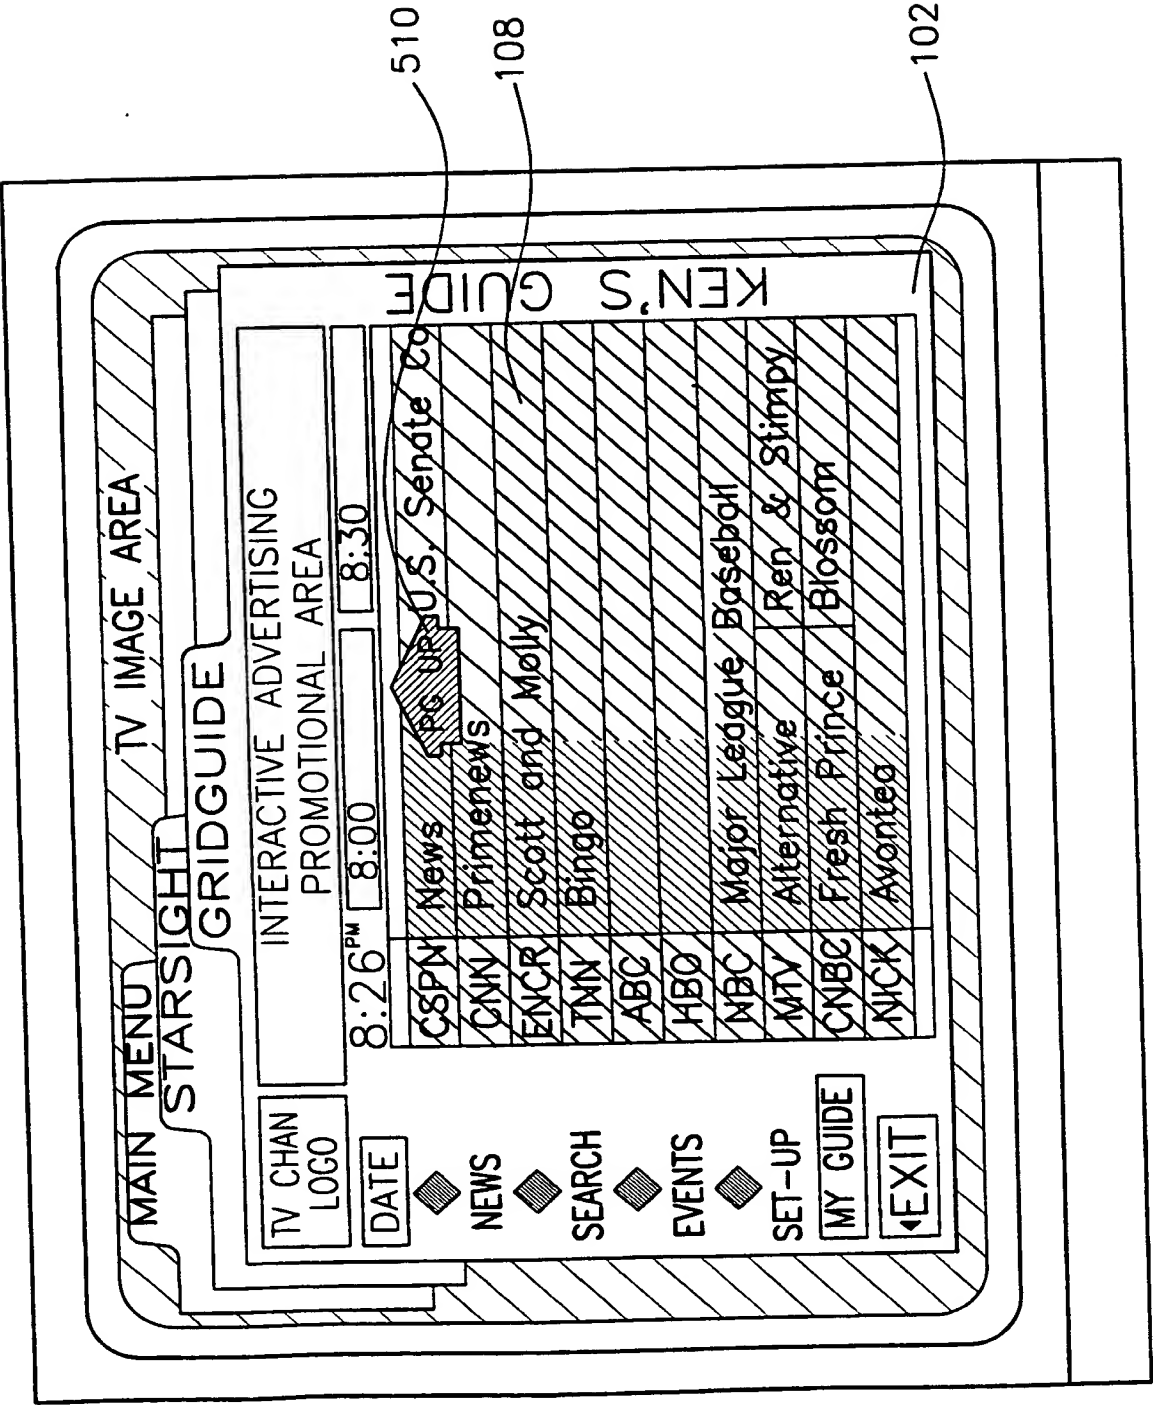 TV IMAGE AREA
MAIN MENU
STARSIGHT
GRIDGUIDE
TV CHAN
LOGO
INTERACTIVE ADVERTISING
PROMOTIONAL AREA
DATE
8:26 PM
8:00
8:30
NEWS
SEARCH
EVENTS
SET-UP
MY GUIDE
EXIT
PG UP
CSPN News U.S. Senate Co
CNN Primenews
ENCR Scott and Molly
TNN Bingo
ABC
HBO
NBC Major League Baseball
MTV Alternative Ren & Stimpy
CNBC Fresh Prince Blossom
NICK Avontea
KEN'S GUIDE
510
108
102